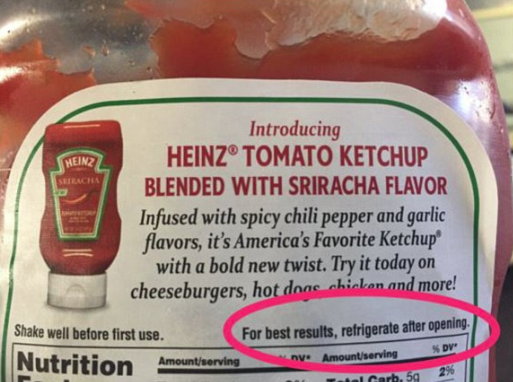 Introducing
HEINZ® TOMATO KETCHUP
BLENDED WITH SRIRACHA FLAVOR
Infused with spicy chili pepper and garlic
flavors, it's America's Favorite Ketchup®
with a bold new twist. Try it today on
cheeseburgers, hot dogs, chicken and more!
HEINZ
SRIRACHA
Shake well before first use.
For best results, refrigerate after opening.
Nutrition
Amount/serving % DV* Amount/serving % DV*
Total Carb. 5g 2%